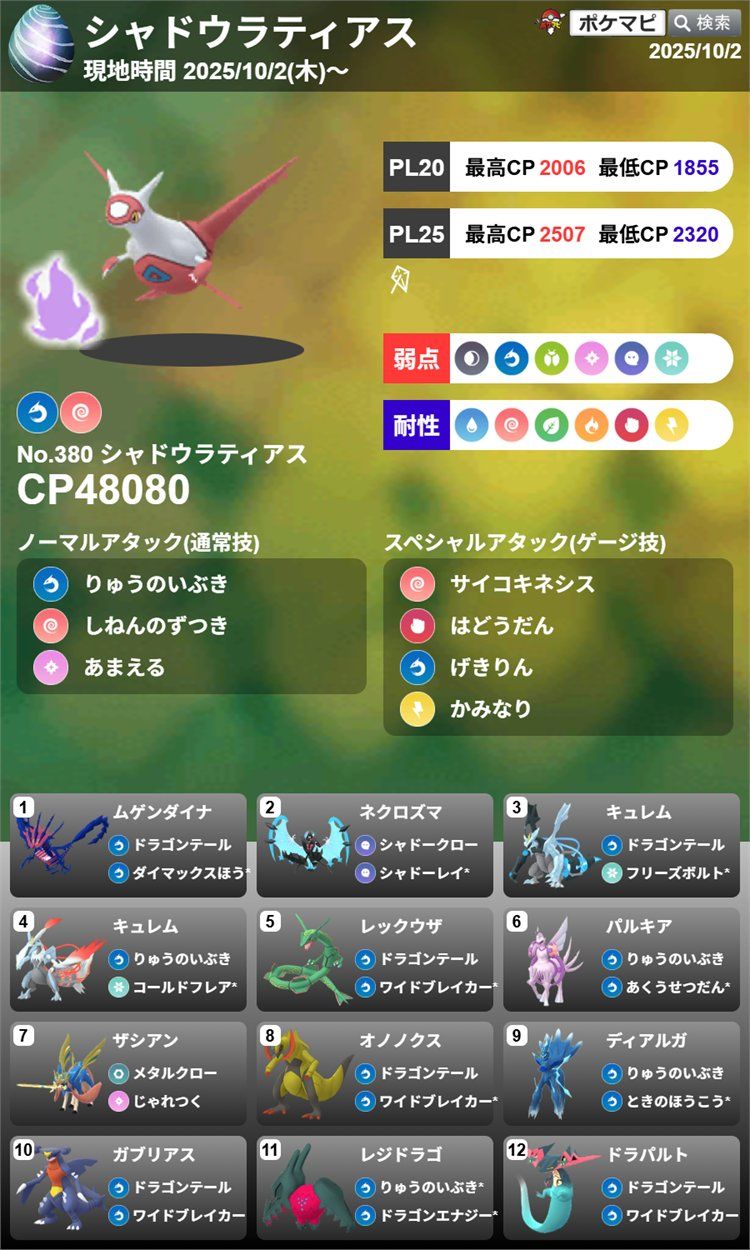 シャドウラティアス
現地時間 2025/10/2(木)〜
ポケマピ 検索
2025/10/2
PL20 最高CP 2006 最低CP 1855
PL25 最高CP 2507 最低CP 2320
弱点
耐性
No.380 シャドウラティアス
CP48080
ノーマルアタック(通常技)
りゅうのいぶき
しねんのずつき
あまえる
スペシャルアタック(ゲージ技)
サイコキネシス
はどうだん
げきりん
かみなり
1 ムゲンダイナ
ドラゴンテール
ダイマックスほう*
2 ネクロズマ
シャドークロー
シャドーレイ*
3 キュレム
ドラゴンテール
フリーズボルト*
4 キュレム
りゅうのいぶき
コールドフレア*
5 レックウザ
ドラゴンテール
ワイドブレイカー*
6 パルキア
りゅうのいぶき
あくうせつだん*
7 ザシアン
メタルクロー
じゃれつく
8 オノノクス
ドラゴンテール
ワイドブレイカー*
9 ディアルガ
りゅうのいぶき
ときのほうこう*
10 ガブリアス
ドラゴンテール
ワイドブレイカー
11 レジドラゴ
りゅうのいぶき*
ドラゴンエナジー*
12 ドラパルト
ドラゴンテール
ワイドブレイカー